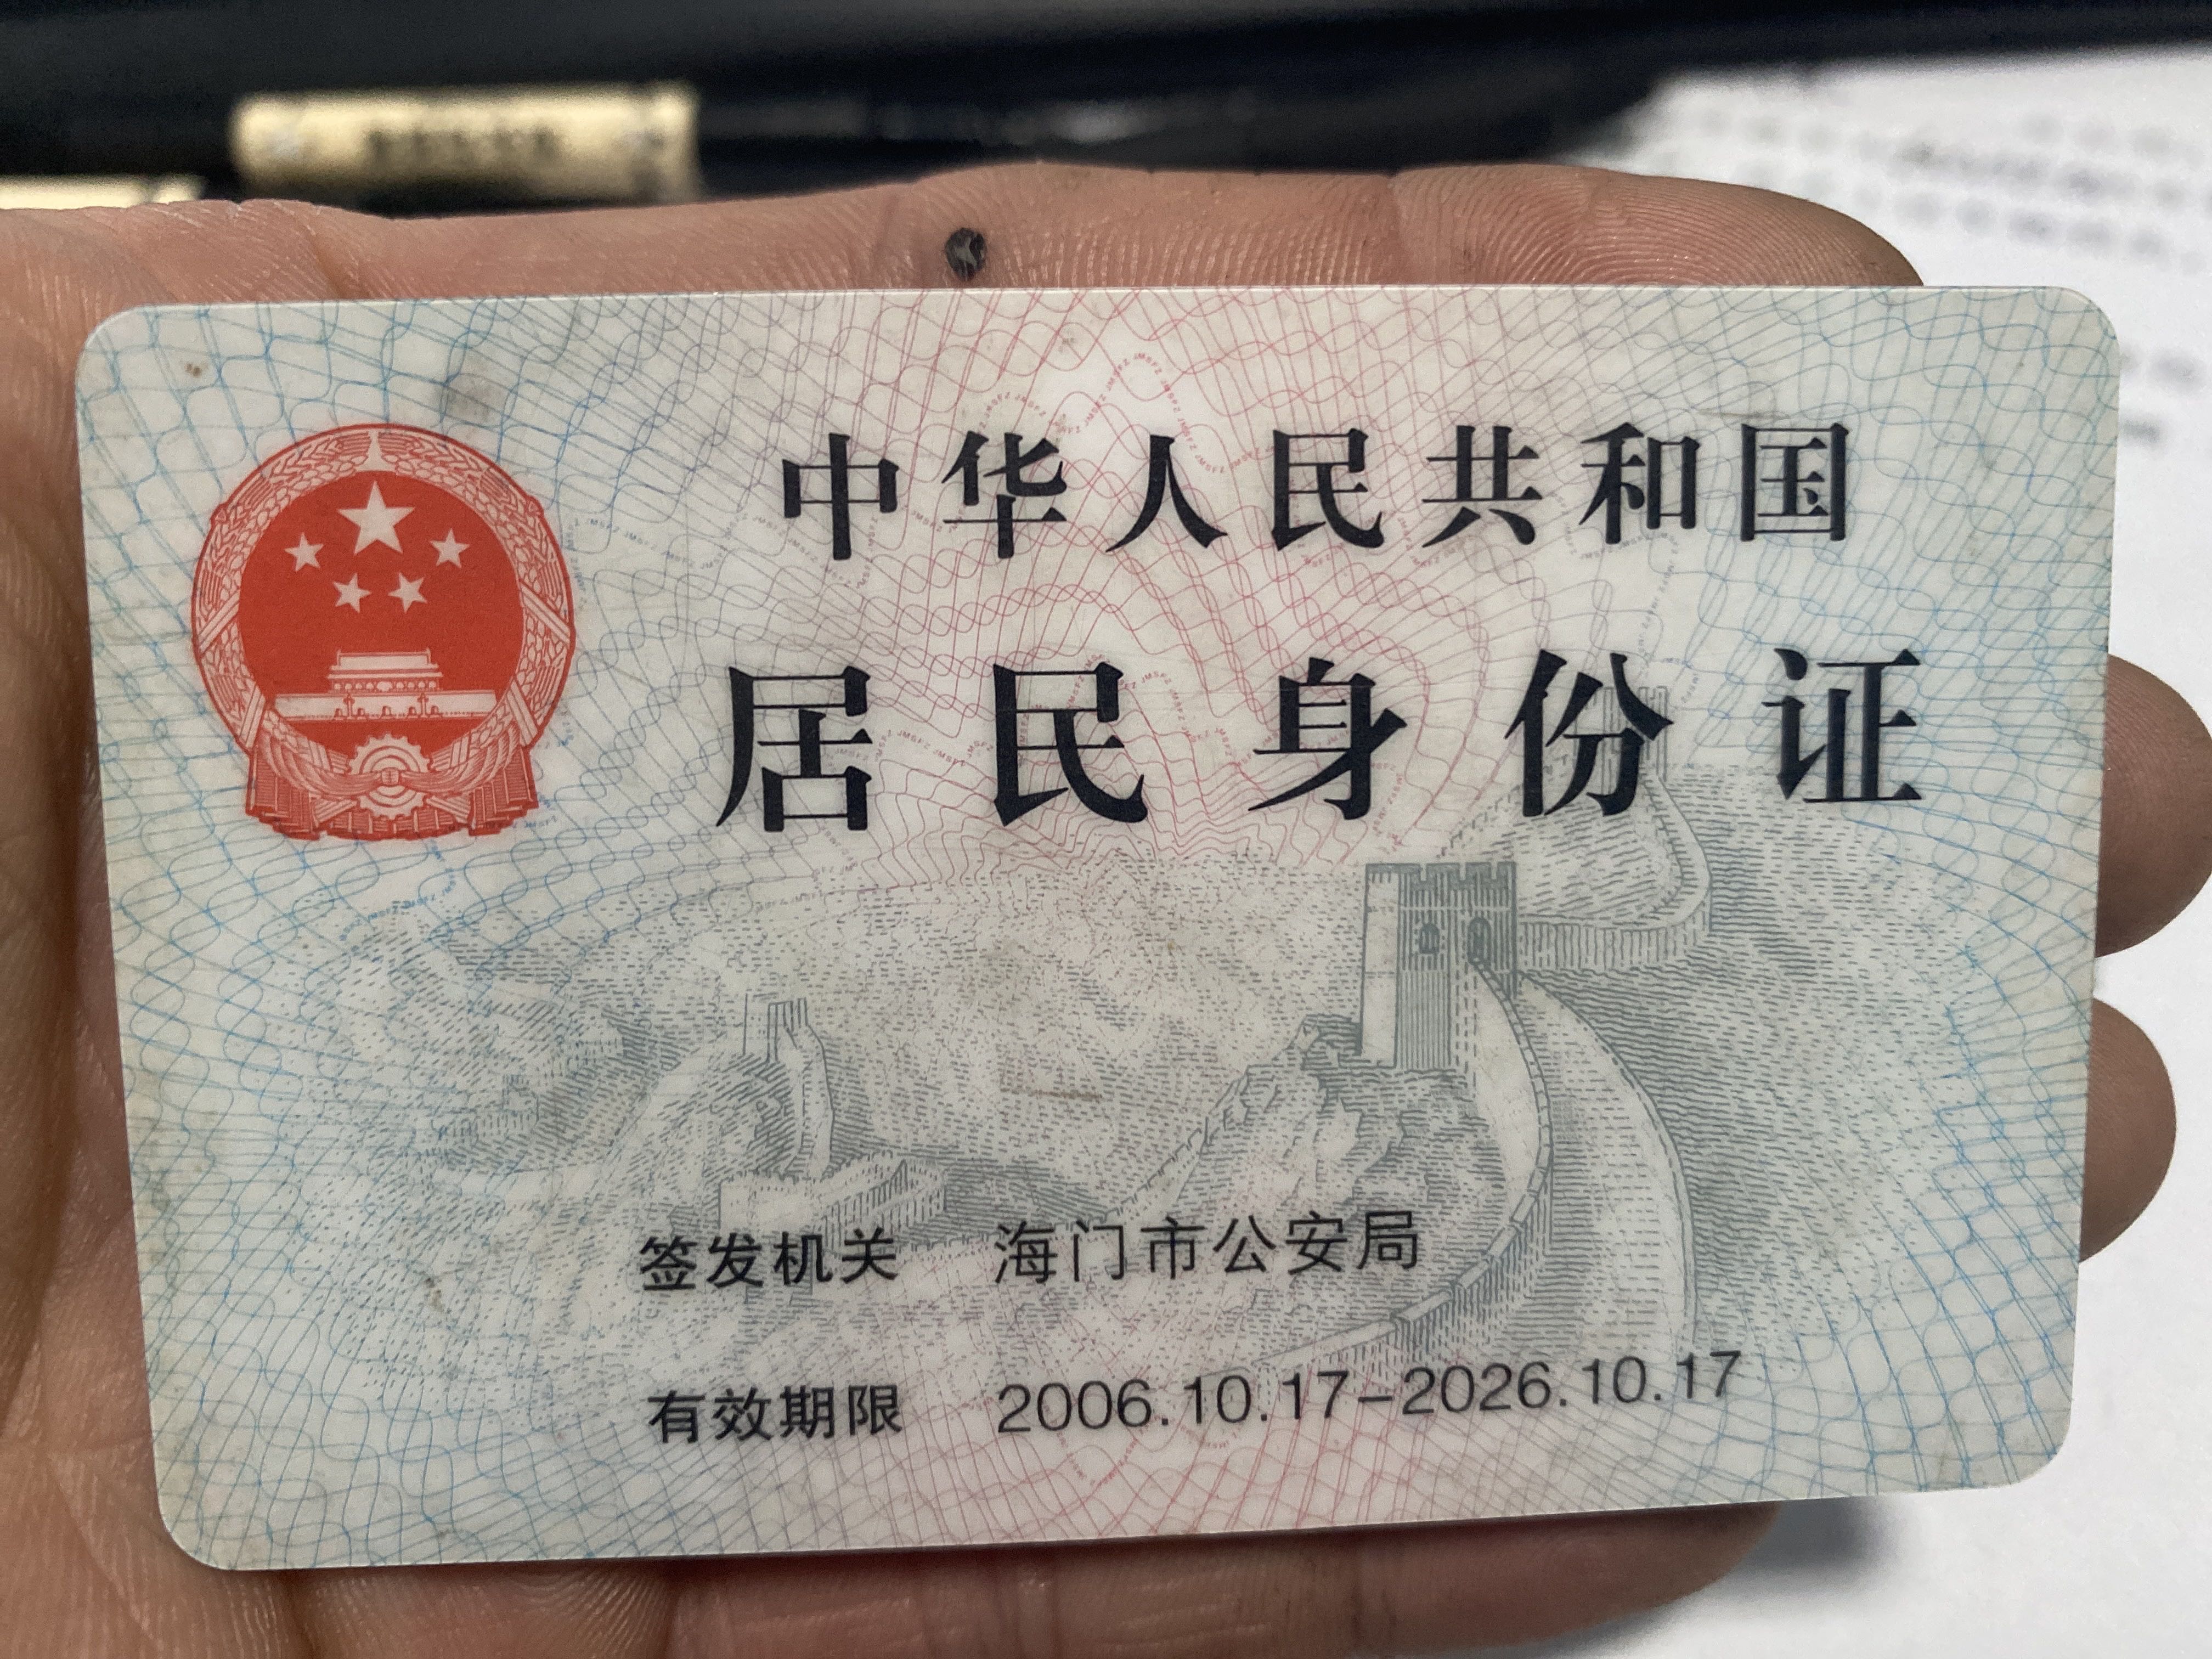 中华人民共和国
居民身份证
签发机关 海门市公安局
有效期限 2006.10.17-2026.10.17